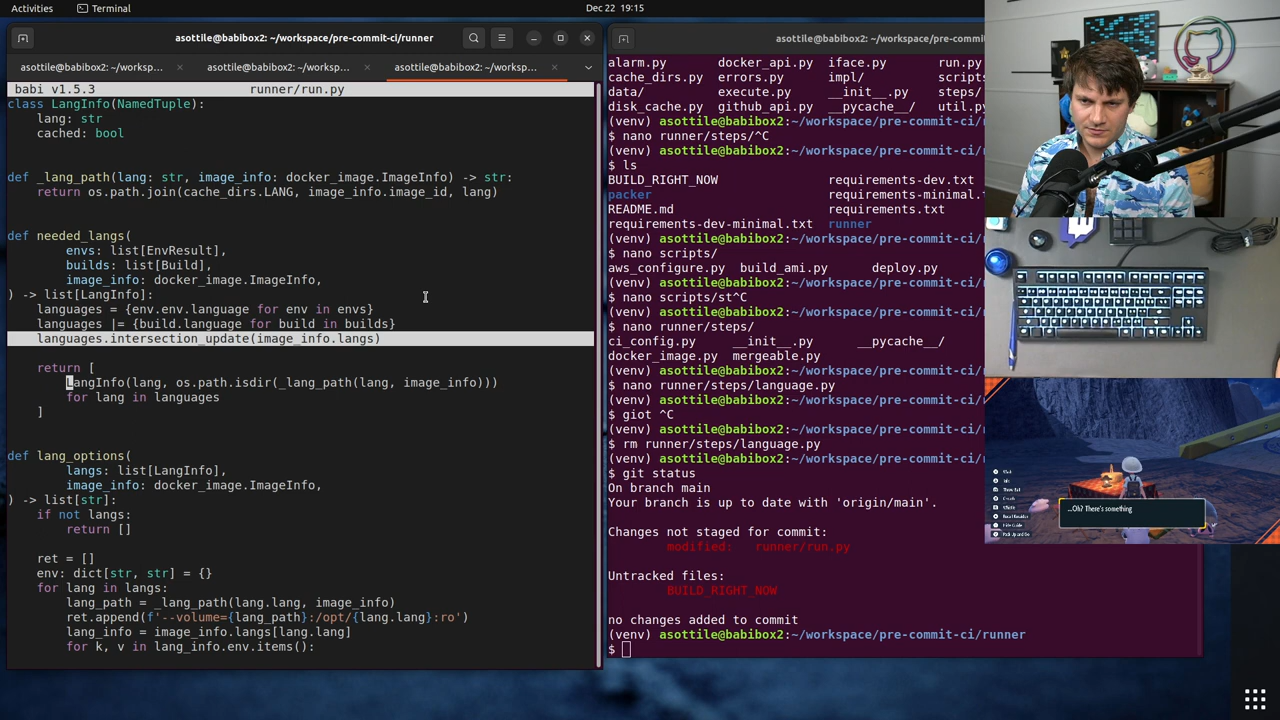 Activities
Terminal
Dec 22 19:15
asottile@babibox2: ~/workspace/pre-commit-ci/runner
asottile@babibox2: ~/worksp...
asottile@babibox2: ~/worksp...
asottile@babibox2: ~/worksp...
babi v1.5.3 runner/run.py
class LangInfo(NamedTuple):
lang: str
cached: bool
def _lang_path(lang: str, image_info: docker_image.ImageInfo) -> str:
return os.path.join(cache_dirs.LANG, image_info.image_id, lang)
def needed_langs(
envs: list[EnvResult],
builds: list[Build],
image_info: docker_image.ImageInfo,
) -> list[LangInfo]:
languages = {env.env.language for env in envs}
languages |= {build.language for build in builds}
languages.intersection_update(image_info.langs)
return [
LangInfo(lang, os.path.isdir(_lang_path(lang, image_info)))
for lang in languages
]
def lang_options(
langs: list[LangInfo],
image_info: docker_image.ImageInfo,
) -> list[str]:
if not langs:
return []
ret = []
env: dict[str, str] = {}
for lang in langs:
lang_path = _lang_path(lang.lang, image_info)
ret.append(f'--volume={lang_path}:/opt/{lang.lang}:ro')
lang_info = image_info.langs[lang.lang]
for k, v in lang_info.env.items():
asottile@babibox2: ~/workspace/pre-comm
alarm.py docker_api.py iface.py run.py
cache_dirs.py errors.py impl/ scripts
data/ execute.py __init__.py steps/
disk_cache.py github_api.py __pycache__/ util.py
(venv) asottile@babibox2:~/workspace/pre-commit-ci/
$ nano runner/steps/^C
(venv) asottile@babibox2:~/workspace/pre-commit-ci/
$ ls
BUILD_RIGHT_NOW requirements-dev.txt
packer requirements-minimal.
README.md requirements.txt
requirements-dev-minimal.txt runner
(venv) asottile@babibox2:~/workspace/pre-commit-ci/
$ nano scripts/
aws_configure.py build_ami.py deploy.py
(venv) asottile@babibox2:~/workspace/pre-commit-ci/
$ nano scripts/st^C
(venv) asottile@babibox2:~/workspace/pre-commit-ci/
$ nano runner/steps/
ci_config.py __init__.py __pycache__/
docker_image.py mergeable.py
(venv) asottile@babibox2:~/workspace/pre-commit-ci/
$ nano runner/steps/language.py
(venv) asottile@babibox2:~/workspace/pre-commit-ci/
$ giot ^C
(venv) asottile@babibox2:~/workspace/pre-commit-ci/
$ rm runner/steps/language.py
(venv) asottile@babibox2:~/workspace/pre-commit-ci/
$ git status
On branch main
Your branch is up to date with 'origin/main'.
Changes not staged for commit:
modified: runner/run.py
Untracked files:
BUILD_RIGHT_NOW
no changes added to commit
(venv) asottile@babibox2:~/workspace/pre-commit-ci/runner
$
...Oh? There's something